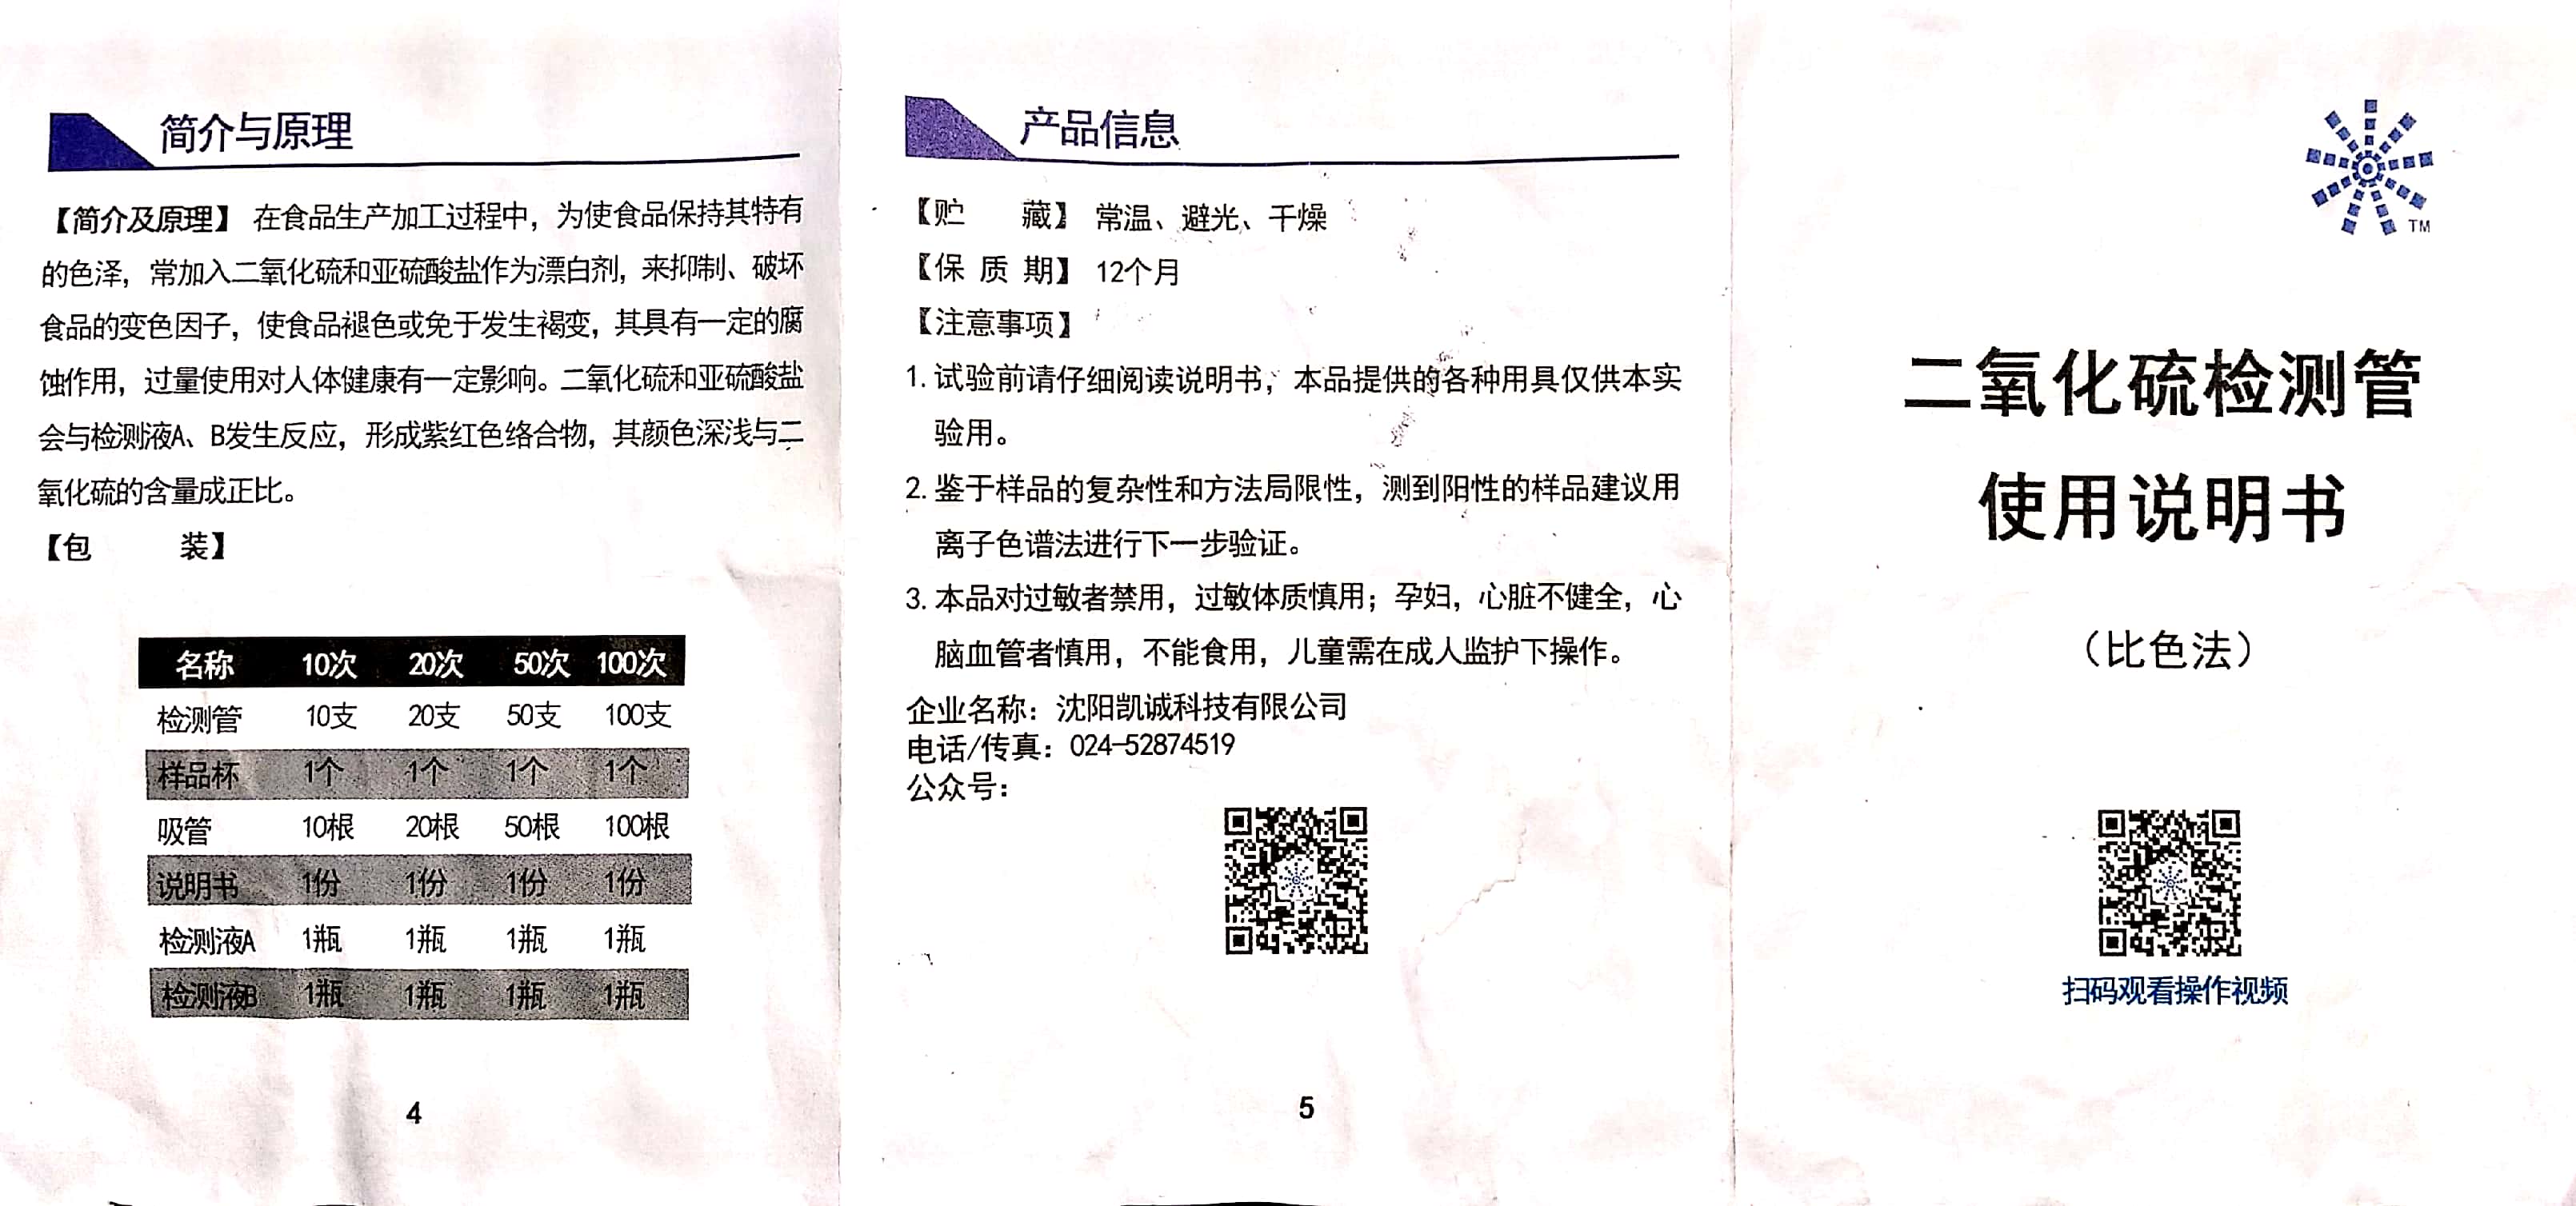 简介与原理
【简介及原理】 在食品生产加工过程中，为使食品保持其特有
的色泽，常加入二氧化硫和亚硫酸盐作为漂白剂，来抑制、破坏
食品的变色因子，使食品褪色或免于发生褐变，其具有一定的腐
蚀作用，过量使用对人体健康有一定影响。二氧化硫和亚硫酸盐
会与检测液A、B发生反应，形成紫红色络合物，其颜色深浅与二
氧化硫的含量成正比。
【包 装】
名称 10次 20次 50次 100次
检测管 10支 20支 50支 100支
样品杯 1个 1个 1个 1个
吸管 10根 20根 50根 100根
说明书 1份 1份 1份 1份
检测液A 1瓶 1瓶 1瓶 1瓶
检测液B 1瓶 1瓶 1瓶 1瓶
4
产品信息
【贮 藏】 常温、避光、干燥
【保 质 期】 12个月
【注意事项】
1. 试验前请仔细阅读说明书，本品提供的各种用具仅供本实
验用。
2. 鉴于样品的复杂性和方法局限性，测到阳性的样品建议用
离子色谱法进行下一步验证。
3. 本品对过敏者禁用，过敏体质慎用；孕妇，心脏不健全，心
脑血管者慎用，不能食用，儿童需在成人监护下操作。
企业名称：沈阳凯诚科技有限公司
电话/传真：024-52874519
公众号：
5
TM
二氧化硫检测管
使用说明书
（比色法）
扫码观看操作视频